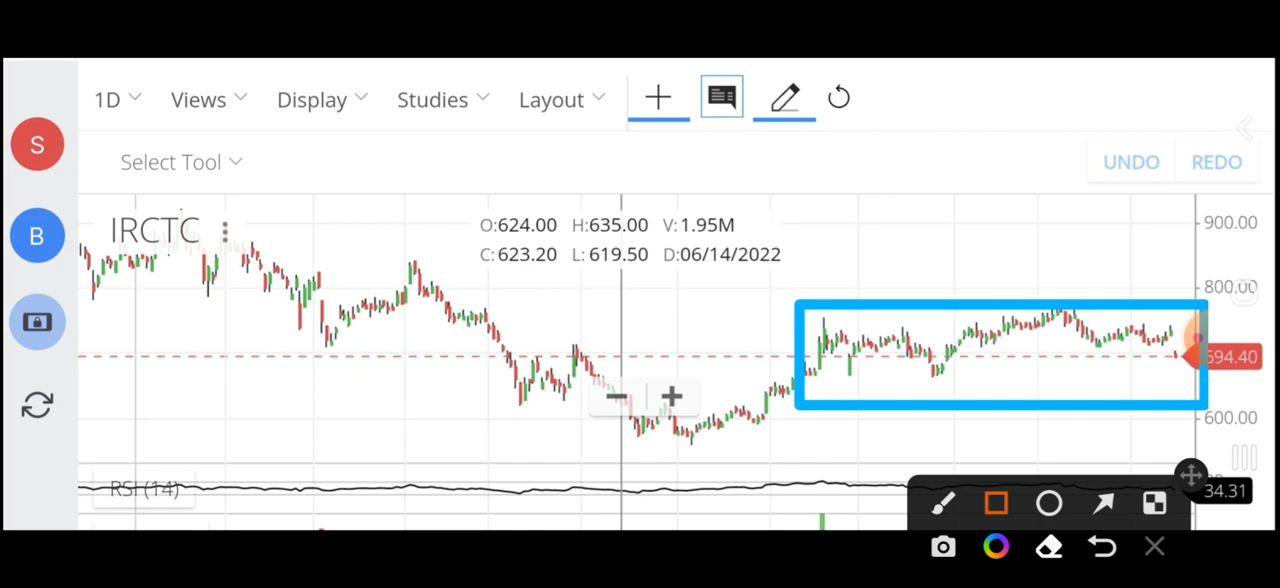 1D Views Display Studies Layout
S
Select Tool UNDO REDO
B
IRCTC
O:624.00 H:635.00 V:1.95M
C:623.20 L:619.50 D:06/14/2022
900.00
800.00
694.40
600.00
RSI (14)
34.31